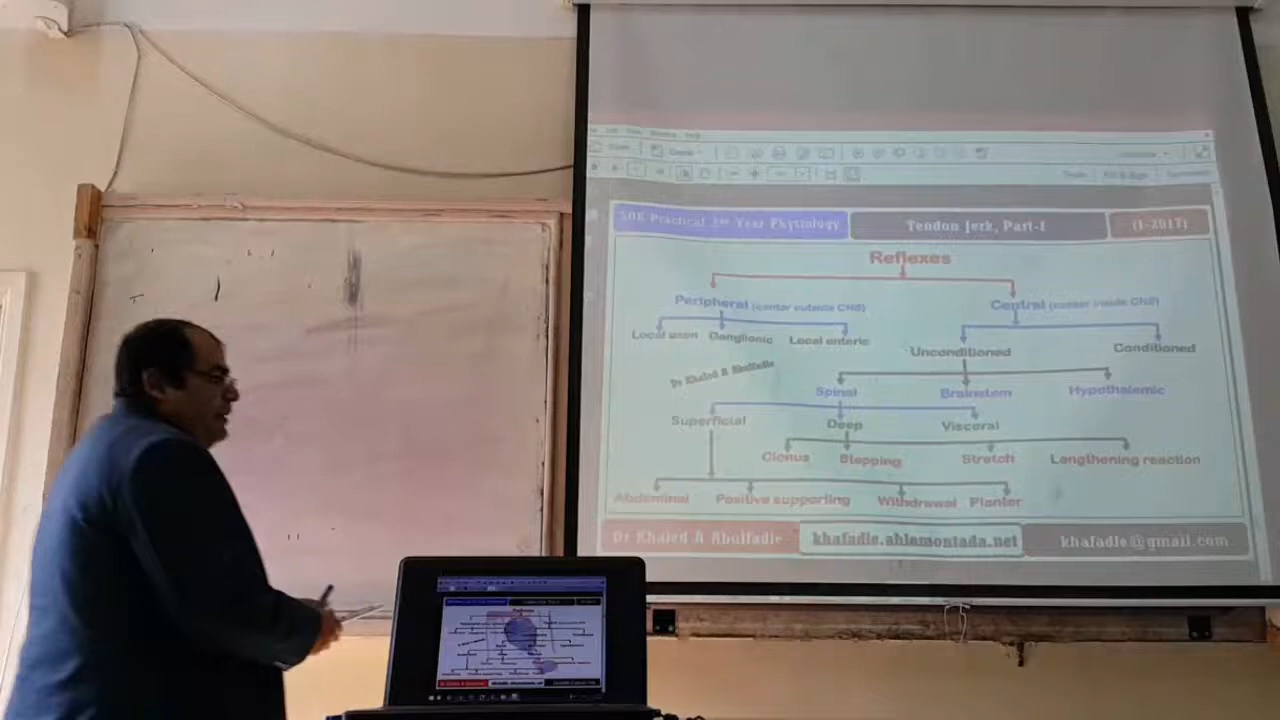 SOK Practical 2nd Year Phytiology Tendon Jerk, Part-I (1-2017)
Reflexes
Peripheral (center outside CNS) Central (center inside CNS)
Local axon Ganglionic Local enteric
Unconditioned Conditioned
Dr Khaled A Abulfadle
Spinal Brainstem Hypothalamic
Superficial Deep Visceral
Clonus Stepping Stretch Lengthening reaction
Abdominal Positive supporting Withdrawal Planter
Dr Khaled A Abulfadle khafadle.ahlamontada.net khafadle@gmail.com